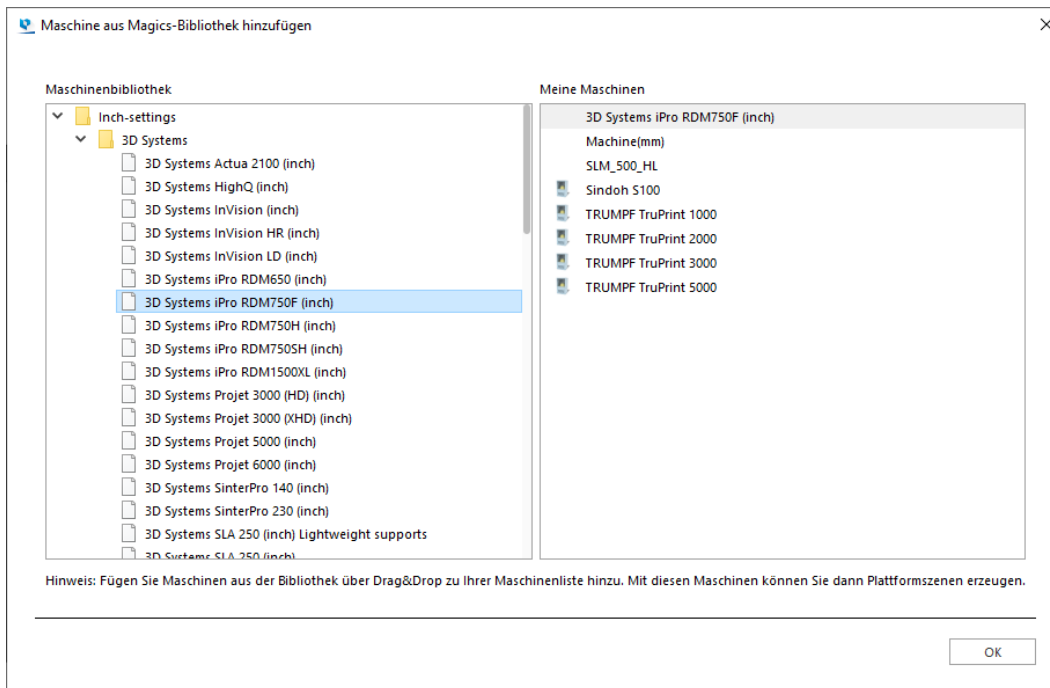 Maschine aus Magics-Bibliothek hinzufügen
Maschinenbibliothek
Inch-settings
3D Systems
3D Systems Actua 2100 (inch)
3D Systems HighQ (inch)
3D Systems InVision (inch)
3D Systems InVision HR (inch)
3D Systems InVision LD (inch)
3D Systems iPro RDM650 (inch)
3D Systems iPro RDM750F (inch)
3D Systems iPro RDM750H (inch)
3D Systems iPro RDM750SH (inch)
3D Systems iPro RDM1500XL (inch)
3D Systems Projet 3000 (HD) (inch)
3D Systems Projet 3000 (XHD) (inch)
3D Systems Projet 5000 (inch)
3D Systems Projet 6000 (inch)
3D Systems SinterPro 140 (inch)
3D Systems SinterPro 230 (inch)
3D Systems SLA 250 (inch) Lightweight supports
3D Systems SLA 250 (inch)
Meine Maschinen
3D Systems iPro RDM750F (inch)
Machine(mm)
SLM_500_HL
Sindoh S100
TRUMPF TruPrint 1000
TRUMPF TruPrint 2000
TRUMPF TruPrint 3000
TRUMPF TruPrint 5000
Hinweis: Fügen Sie Maschinen aus der Bibliothek über Drag&Drop zu Ihrer Maschinenliste hinzu. Mit diesen Maschinen können Sie dann Plattformszenen erzeugen.
OK